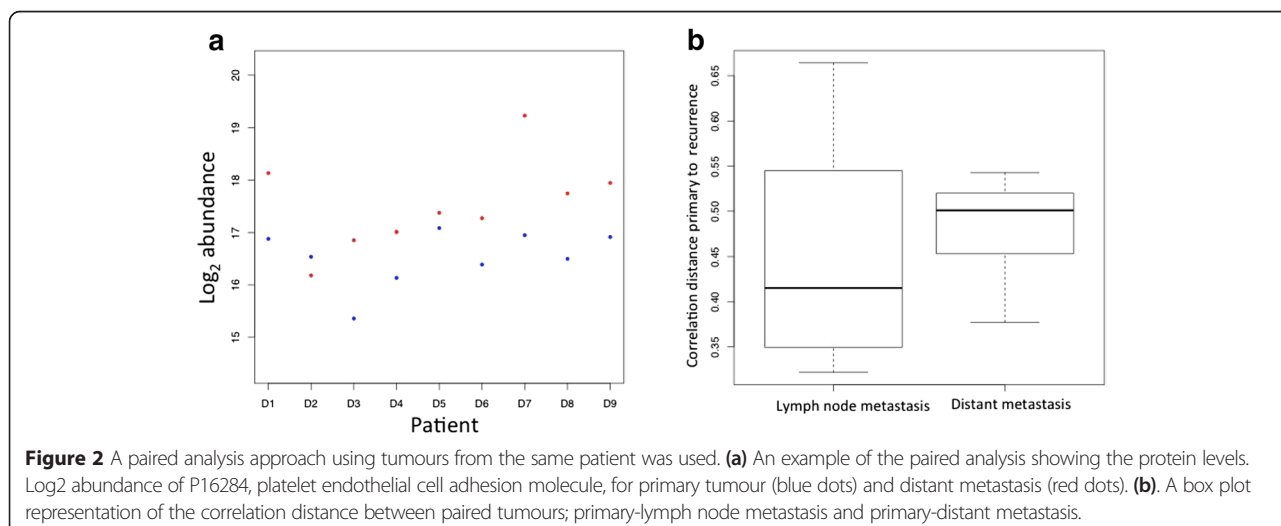 a
20
19
18
17
16
15
Log2 abundance
D1 D2 D3 D4 D5 D6 D7 D8 D9
Patient
b
0.65
0.60
0.55
0.50
0.45
0.40
0.35
Correlation distance primary to recurrence
Lymph node metastasis Distant metastasis
Figure 2 A paired analysis approach using tumours from the same patient was used. (a) An example of the paired analysis showing the protein levels.
Log2 abundance of P16284, platelet endothelial cell adhesion molecule, for primary tumour (blue dots) and distant metastasis (red dots). (b). A box plot
representation of the correlation distance between paired tumours; primary-lymph node metastasis and primary-distant metastasis.